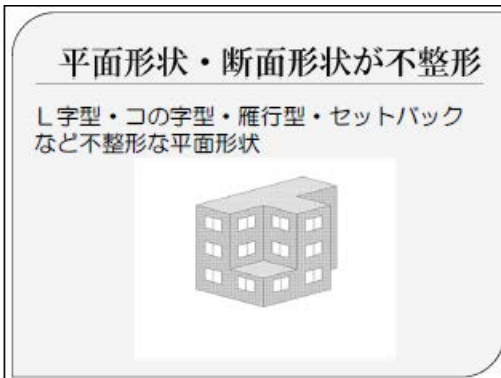 平面形状・断面形状が不整形
L字型・コの字型・雁行型・セットバック
など不整形な平面形状